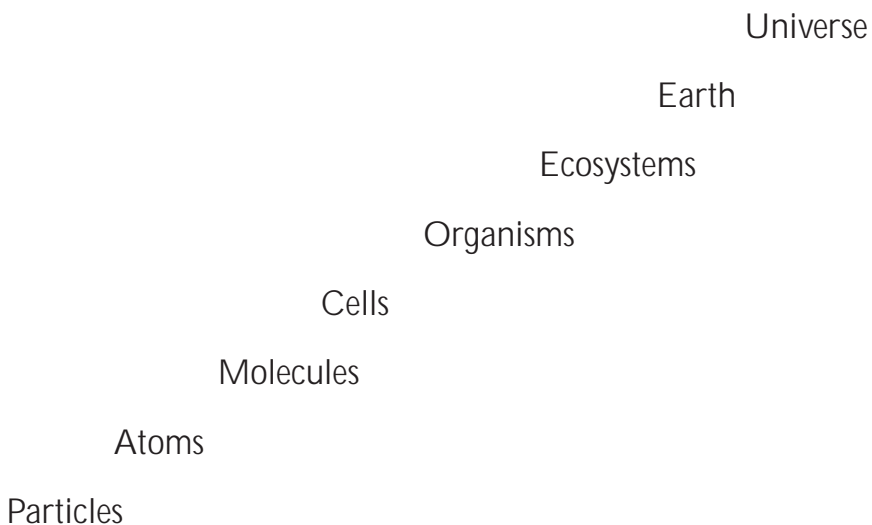 Universe
Earth
Ecosystems
Organisms
Cells
Molecules
Atoms
Particles